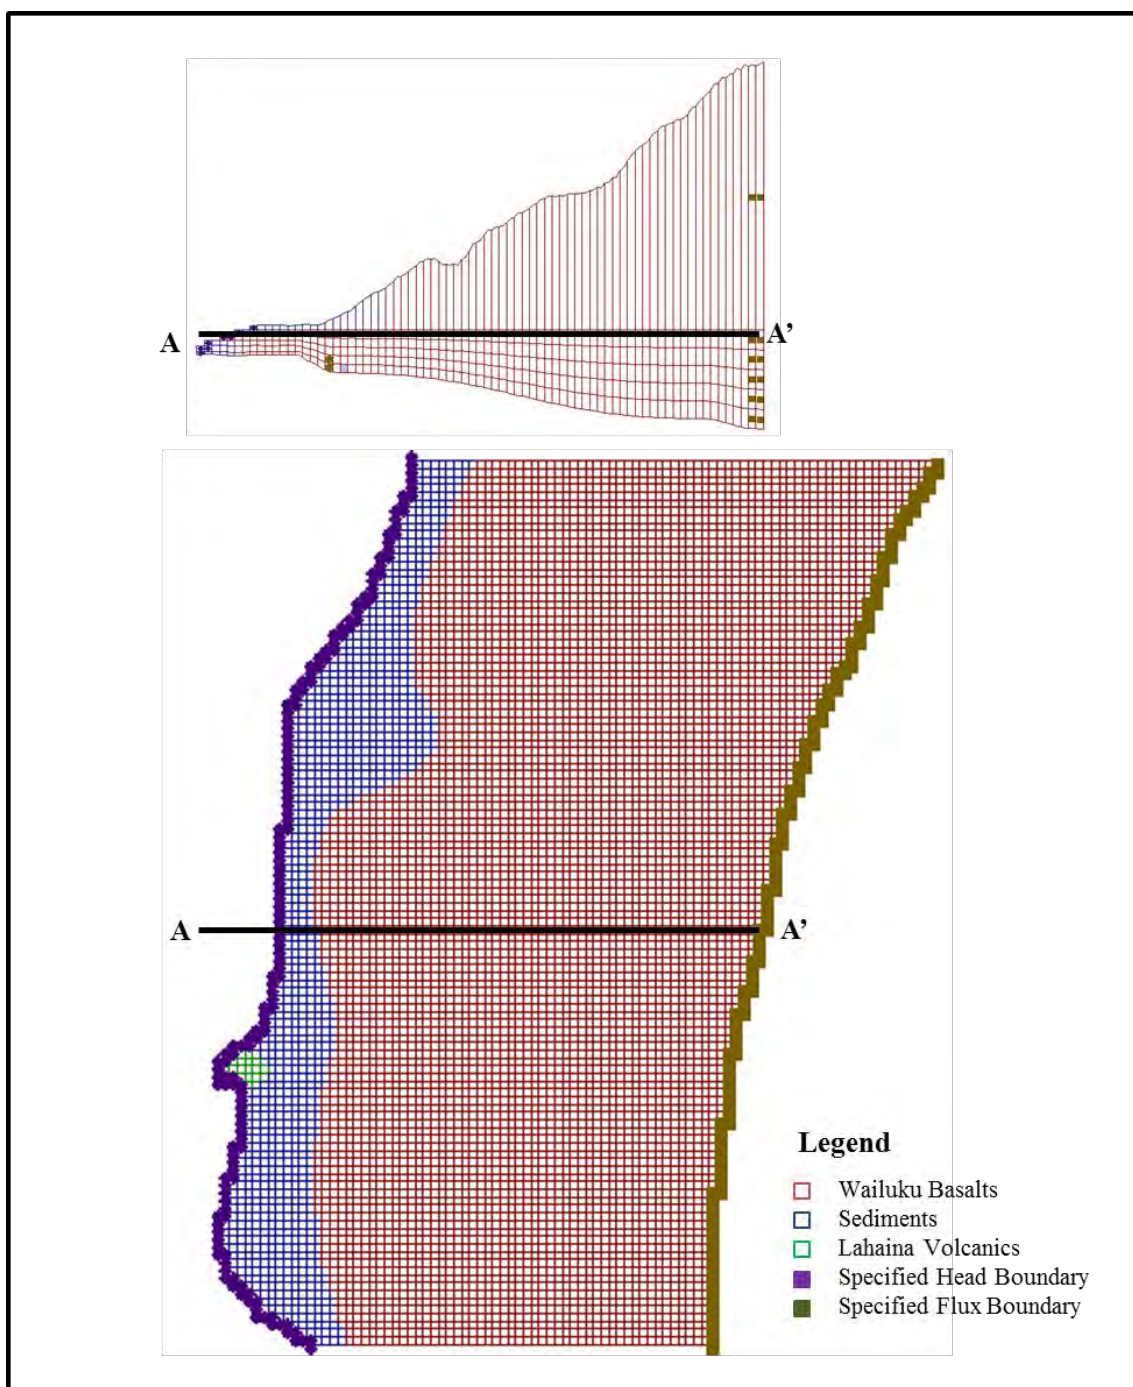 A
A’
A
A’
Legend
Wailuku Basalts
Sediments
Lahaina Volcanics
Specified Head Boundary
Specified Flux Boundary